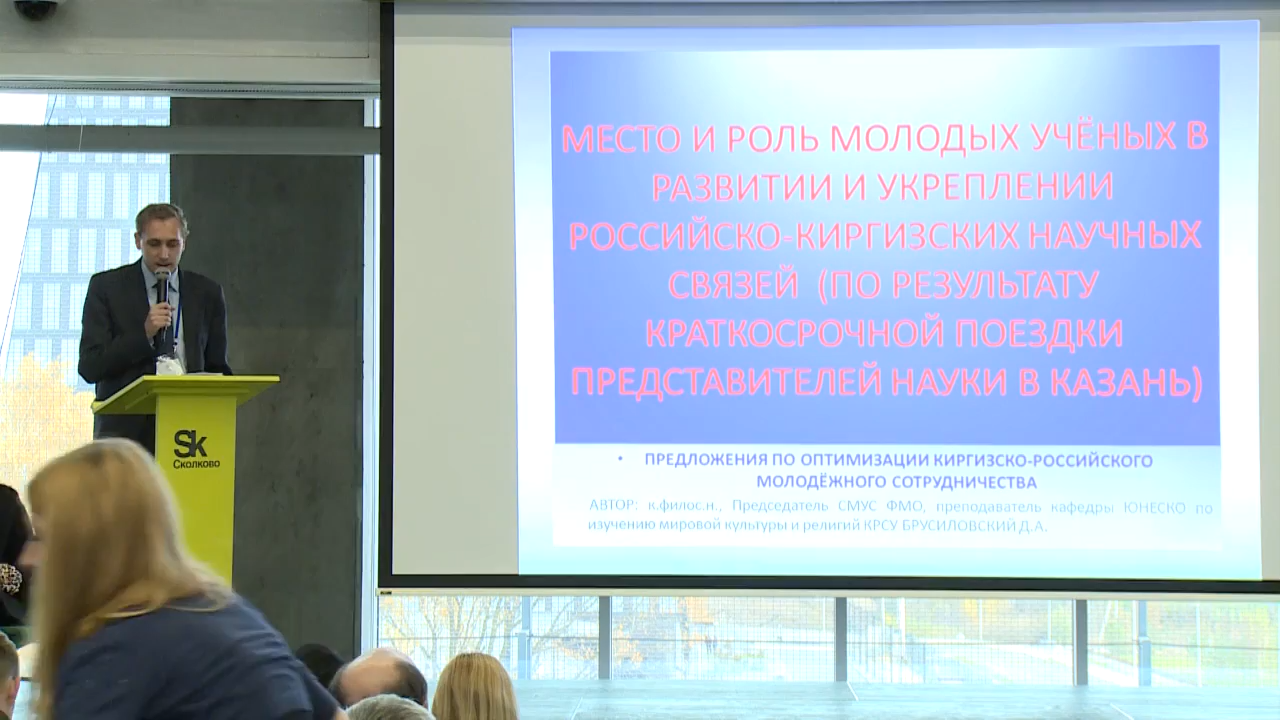 МЕСТО И РОЛЬ МОЛОДЫХ УЧЁНЫХ В
РАЗВИТИИ И УКРЕПЛЕНИИ
РОССИЙСКО-КИРГИЗСКИХ НАУЧНЫХ
СВЯЗЕЙ (ПО РЕЗУЛЬТАТУ
КРАТКОСРОЧНОЙ ПОЕЗДКИ
ПРЕДСТАВИТЕЛЕЙ НАУКИ В КАЗАНЬ)
• ПРЕДЛОЖЕНИЯ ПО ОПТИМИЗАЦИИ КИРГИЗСКО-РОССИЙСКОГО
МОЛОДЁЖНОГО СОТРУДНИЧЕСТВА
АВТОР: к.филос.н., Председатель СМУС ФМО, преподаватель кафедры ЮНЕСКО по
изучению мировой культуры и религий КРСУ БРУСИЛОВСКИЙ Д.А.
Sk
Сколково